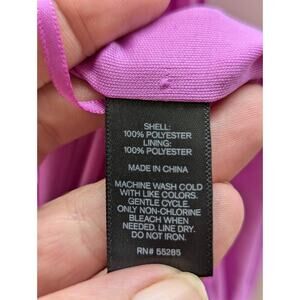 SHELL:
100% POLYESTER
LINING:
100% POLYESTER
MADE IN CHINA
MACHINE WASH COLD
WITH LIKE COLORS.
GENTLE CYCLE.
ONLY NON-CHLORINE
BLEACH WHEN
NEEDED. LINE DRY.
DO NOT IRON.
RN# 55285